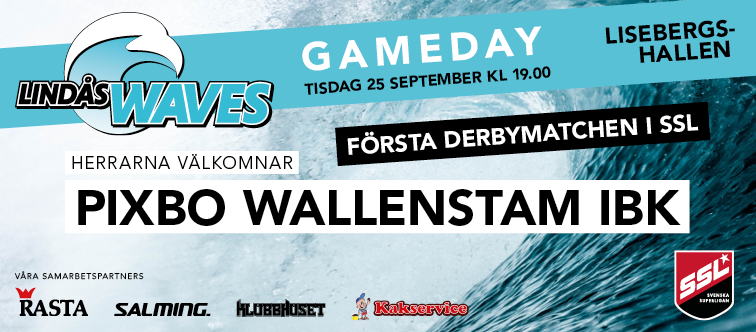 LINDÅS WAVES
GAMEDAY
TISDAG 25 SEPTEMBER KL 19.00
LISEBERGS-
HALLEN
FÖRSTA DERBYMATCHEN I SSL
HERRARNA VÄLKOMNAR
PIXBO WALLENSTAM IBK
VÅRA SAMARBETSPARTNERS
RASTA SALMING. KLUBBHUSET Kakservice
SSL
SVENSKA
SUPERLIGAN